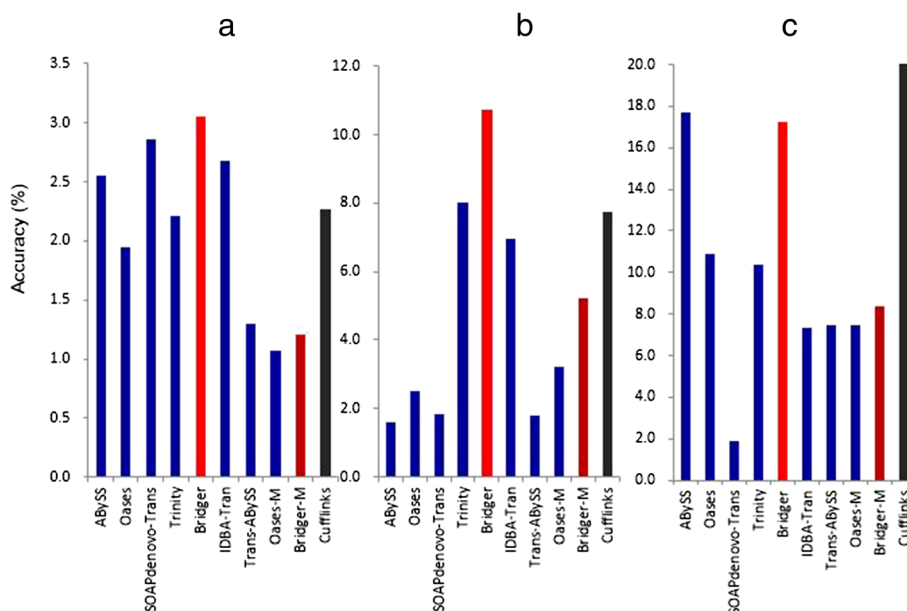 a
b
c
Accuracy (%)
3.5
3.0
2.5
2.0
1.5
1.0
0.5
0.0
ABySS
Oases
SOAPdenovo-Trans
Trinity
Bridger
IDBA-Tran
Trans-ABySS
Oases-M
Bridger-M
Cufflinks
12.0
10.0
8.0
6.0
4.0
2.0
0.0
ABySS
Oases
SOAPdenovo-Trans
Trinity
Bridger
IDBA-Tran
Trans-ABySS
Oases-M
Bridger-M
Cufflinks
20.0
18.0
16.0
14.0
12.0
10.0
8.0
6.0
4.0
2.0
0.0
ABySS
Oases
SOAPdenovo-Trans
Trinity
Bridger
IDBA-Tran
Trans-ABySS
Oases-M
Bridger-M
Cufflinks